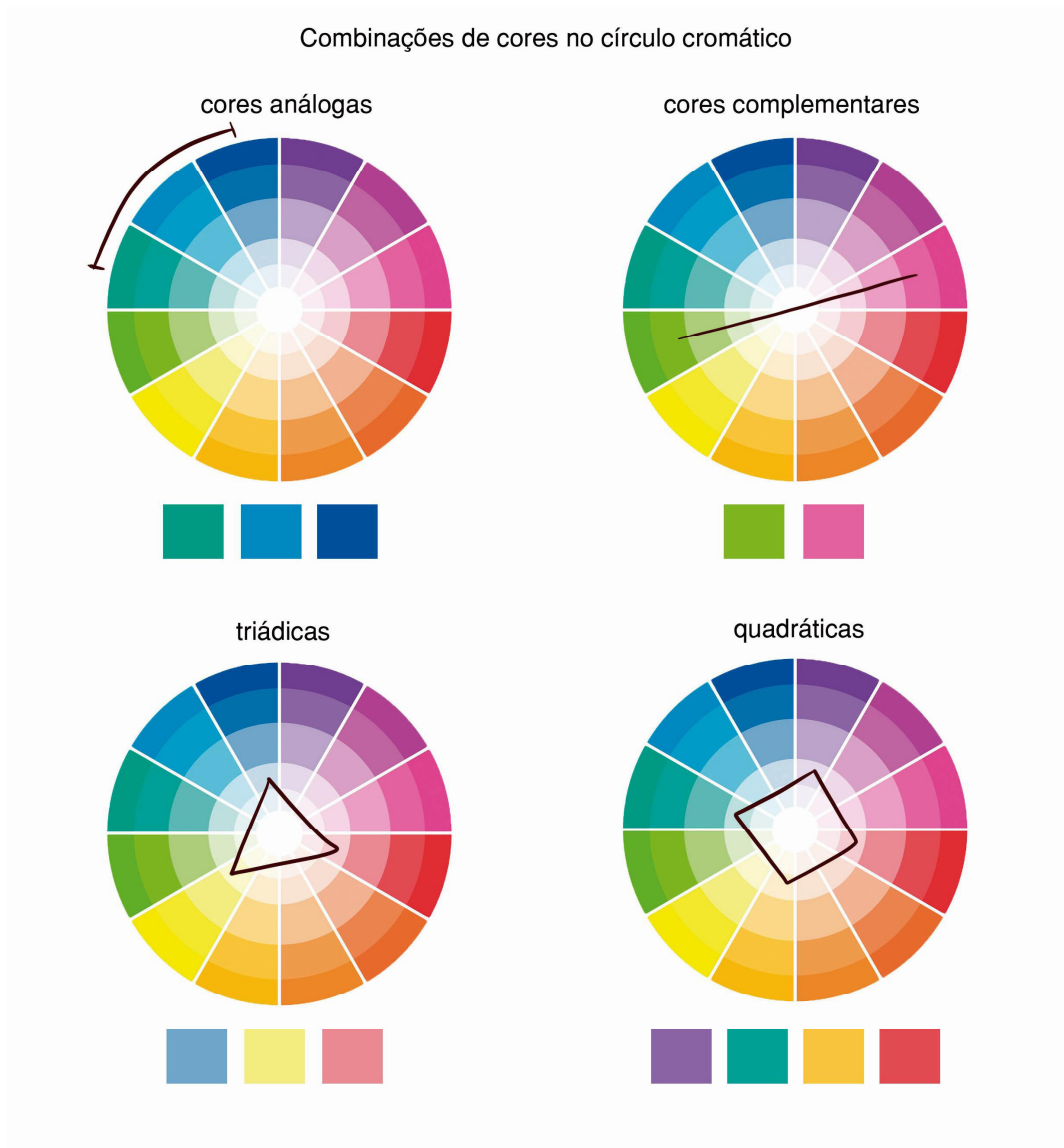 Combinações de cores no círculo cromático
cores análogas
cores complementares
triádicas
quadráticas